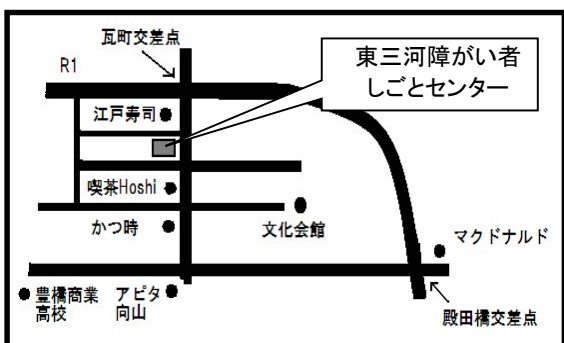 瓦町交差点
東三河障がい者
しごとセンター
R1
江戸寿司
喫茶Hoshi
かつ時
文化会館
マクドナルド
豊橋商業
高校
アピタ
向山
殿田橋交差点